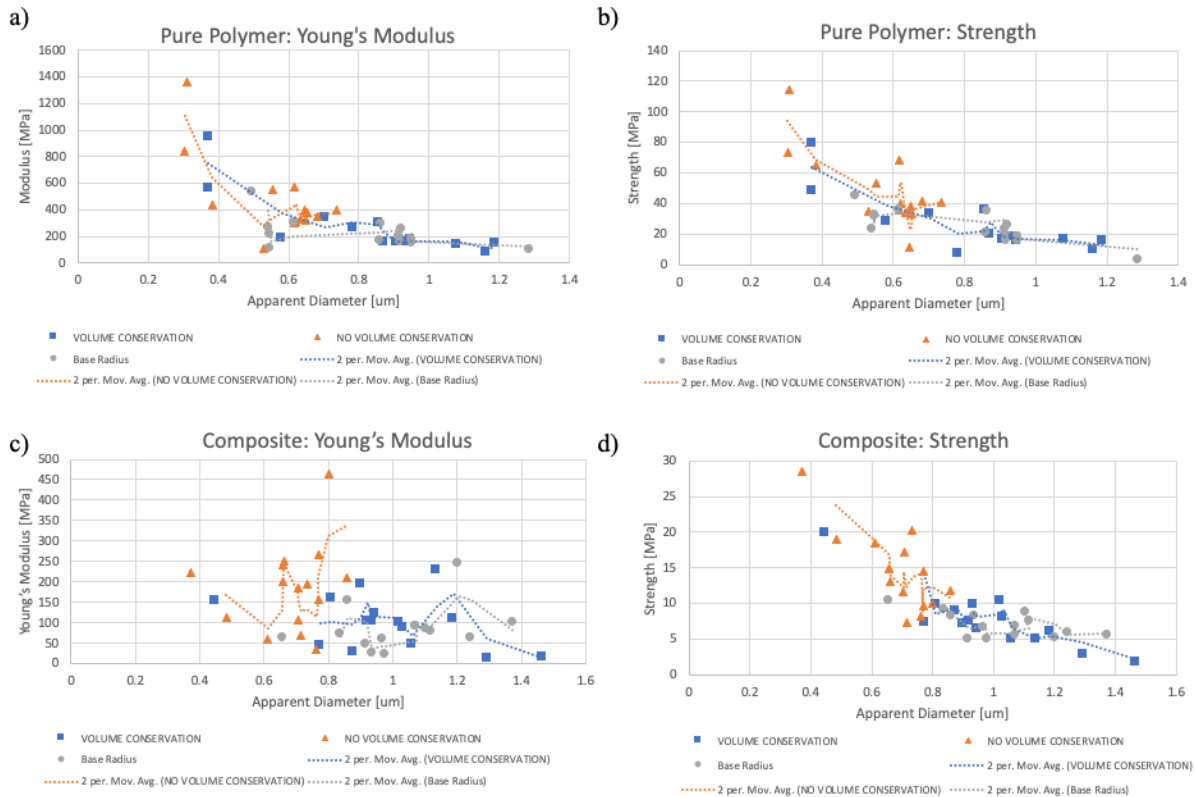 a)
Pure Polymer: Young's Modulus
1600
1400
1200
1000
800
600
400
200
0
Modulus [MPa]
0 0.2 0.4 0.6 0.8 1 1.2 1.4
Apparent Diameter [um]
VOLUME CONSERVATION
NO VOLUME CONSERVATION
Base Radius
2 per. Mov. Avg. (VOLUME CONSERVATION)
2 per. Mov. Avg. (NO VOLUME CONSERVATION)
2 per. Mov. Avg. (Base Radius)
b)
Pure Polymer: Strength
140
120
100
80
60
40
20
0
Strength [MPa]
0 0.2 0.4 0.6 0.8 1 1.2 1.4
Apparent Diameter [um]
VOLUME CONSERVATION
NO VOLUME CONSERVATION
Base Radius
2 per. Mov. Avg. (VOLUME CONSERVATION)
2 per. Mov. Avg. (NO VOLUME CONSERVATION)
2 per. Mov. Avg. (Base Radius)
c)
Composite: Young’s Modulus
500
450
400
350
300
250
200
150
100
50
0
Young’s Modulus [MPa]
0 0.2 0.4 0.6 0.8 1 1.2 1.4 1.6
Apparent Diameter [um]
VOLUME CONSERVATION
NO VOLUME CONSERVATION
Base Radius
2 per. Mov. Avg. (VOLUME CONSERVATION)
2 per. Mov. Avg. (NO VOLUME CONSERVATION)
2 per. Mov. Avg. (Base Radius)
d)
Composite: Strength
30
25
20
15
10
5
0
Strength [MPa]
0 0.2 0.4 0.6 0.8 1 1.2 1.4 1.6
Apparent Diameter [um]
VOLUME CONSERVATION
NO VOLUME CONSERVATION
Base Radius
2 per. Mov. Avg. (VOLUME CONSERVATION)
2 per. Mov. Avg. (NO VOLUME CONSERVATION)
2 per. Mov. Avg. (Base Radius)